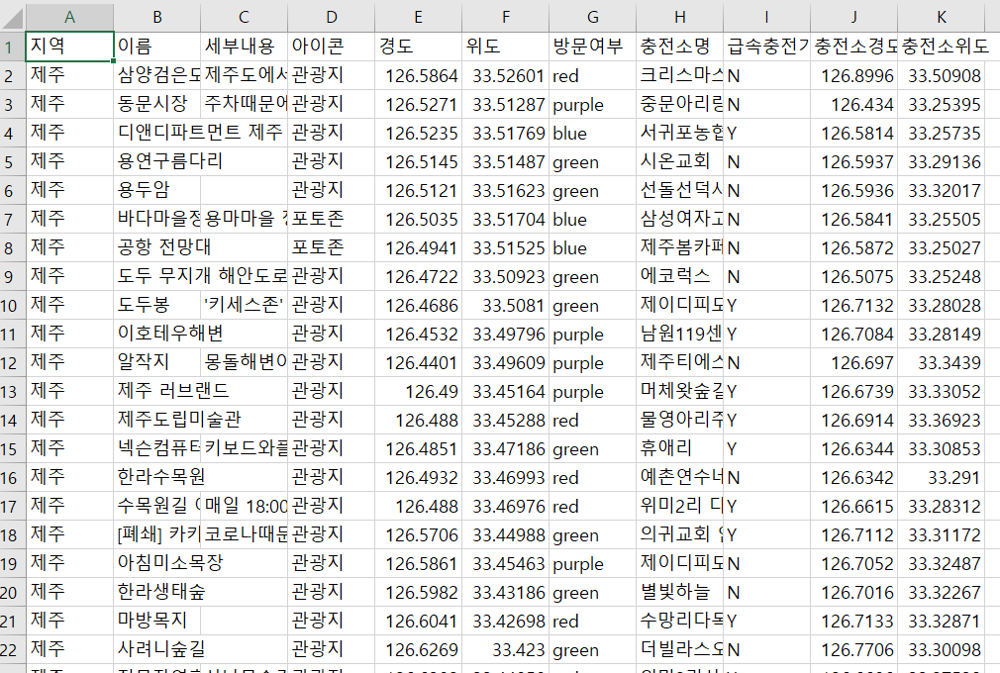 A B C D E F G H I J K
1 지역 이름 세부내용 아이콘 경도 위도 방문여부 충전소명 급속충전기 충전소경도 충전소위도
2 제주 삼양검은모 제주도에서 관광지 126.5864 33.52601 red 크리스마스 N 126.8996 33.50908
3 제주 동문시장 주차때문에 관광지 126.5271 33.51287 purple 중문아리랑 N 126.434 33.25395
4 제주 디앤디파트먼트 제주 관광지 126.5235 33.51769 blue 서귀포농협 Y 126.5814 33.25735
5 제주 용연구름다리 관광지 126.5145 33.51487 green 시온교회 N 126.5937 33.29136
6 제주 용두암 관광지 126.5121 33.51623 green 선돌선덕사 N 126.5936 33.32017
7 제주 바다마을정 용마마을 정 포토존 126.5035 33.51704 blue 삼성여자고 N 126.5841 33.25505
8 제주 공항 전망대 포토존 126.4941 33.51525 blue 제주봄카페 N 126.5872 33.25027
9 제주 도두 무지개 해안도로 관광지 126.4722 33.50923 green 에코럭스 N 126.5075 33.25248
10 제주 도두봉 '키세스존' 관광지 126.4686 33.5081 green 제이디피모 Y 126.7132 33.28028
11 제주 이호테우해변 관광지 126.4532 33.49796 purple 남원119센 Y 126.7084 33.28149
12 제주 알작지 몽돌해변이 관광지 126.4401 33.49609 purple 제주티에스 N 126.697 33.3439
13 제주 제주 러브랜드 관광지 126.49 33.45164 purple 머체왓숲길 Y 126.6739 33.33052
14 제주 제주도립미술관 관광지 126.488 33.45288 red 물영아리주 Y 126.6914 33.36923
15 제주 넥슨컴퓨터 키보드와플 관광지 126.4851 33.47186 green 휴애리 Y 126.6344 33.30853
16 제주 한라수목원 관광지 126.4932 33.46993 red 예촌연수네 N 126.6342 33.291
17 제주 수목원길 매일 18:00 관광지 126.488 33.46976 red 위미2리 다 Y 126.6615 33.28312
18 제주 [폐쇄] 카카 코로나때문 관광지 126.5706 33.44988 green 의귀교회 Y 126.7112 33.31172
19 제주 아침미소목장 관광지 126.5861 33.45463 purple 제이디피모 N 126.7052 33.32487
20 제주 한라생태숲 관광지 126.5982 33.43186 green 별빛하늘 N 126.7016 33.32267
21 제주 마방목지 관광지 126.6041 33.42698 red 수망리다목 Y 126.7133 33.32871
22 제주 사려니숲길 관광지 126.6269 33.423 green 더빌라스오 N 126.7706 33.30098